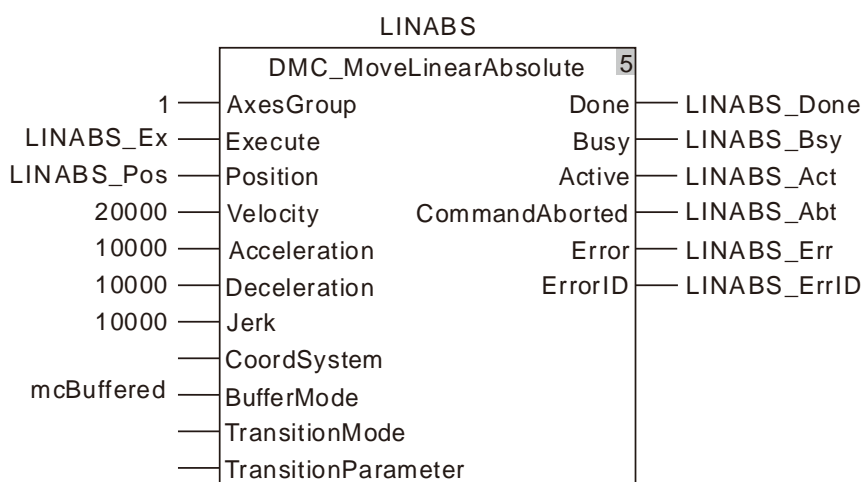 LINABS
DMC_MoveLinearAbsolute 5
1 AxesGroup Done LINABS_Done
LINABS_Ex Execute Busy LINABS_Bsy
LINABS_Pos Position Active LINABS_Act
20000 Velocity CommandAborted LINABS_Abt
10000 Acceleration Error LINABS_Err
10000 Deceleration ErrorID LINABS_ErrID
10000 Jerk
CoordSystem
mcBuffered BufferMode
TransitionMode
TransitionParameter